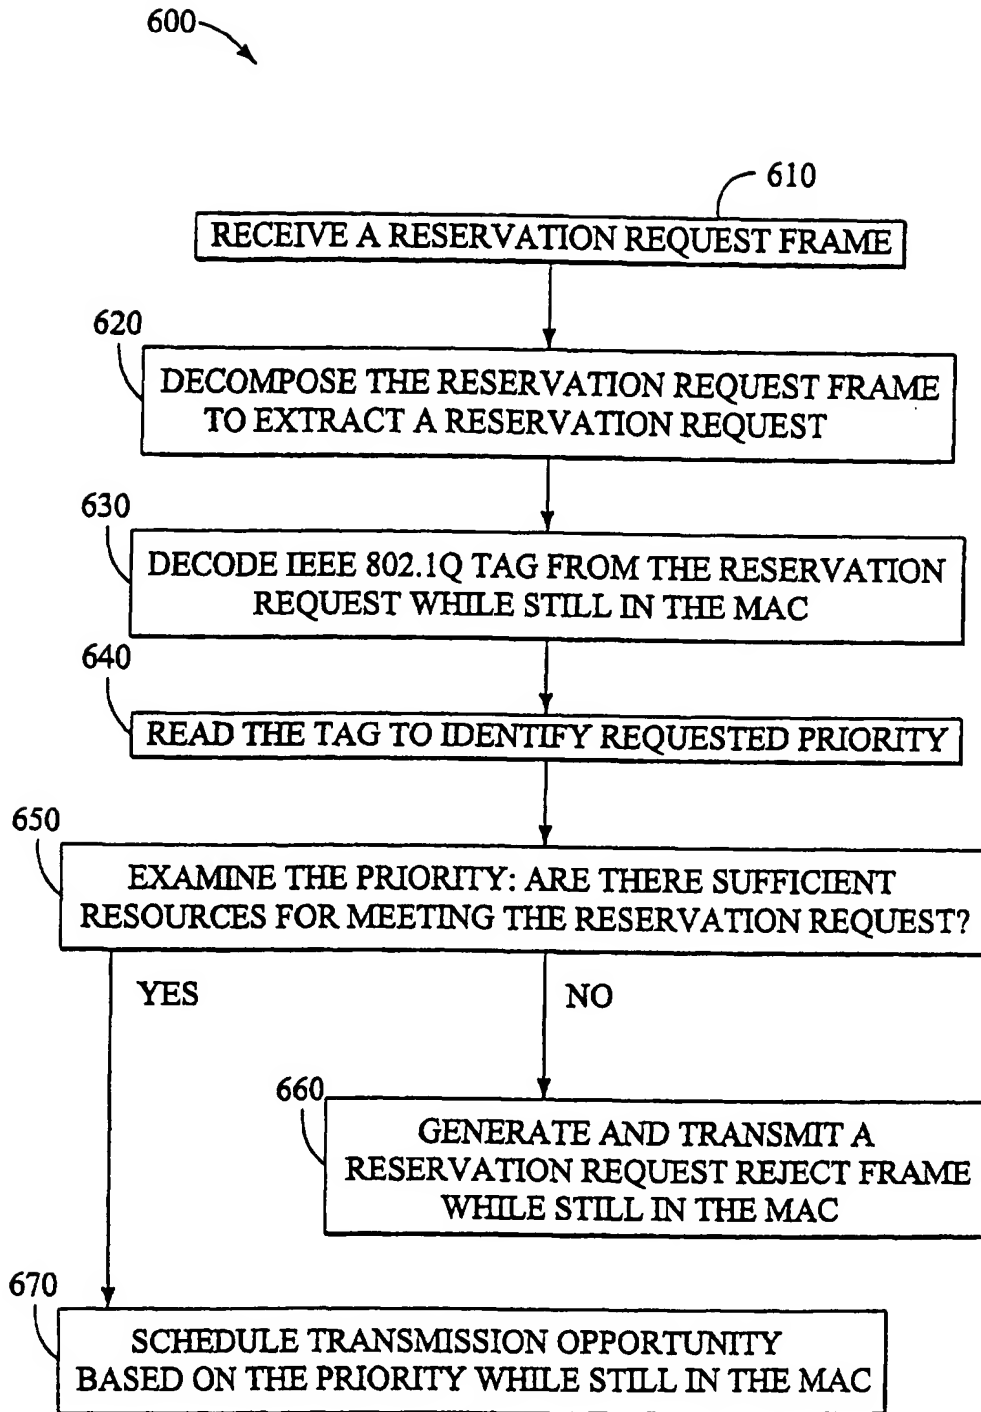 600
610
RECEIVE A RESERVATION REQUEST FRAME
620
DECOMPOSE THE RESERVATION REQUEST FRAME
TO EXTRACT A RESERVATION REQUEST
630
DECODE IEEE 802.1Q TAG FROM THE RESERVATION
REQUEST WHILE STILL IN THE MAC
640
READ THE TAG TO IDENTIFY REQUESTED PRIORITY
650
EXAMINE THE PRIORITY: ARE THERE SUFFICIENT
RESOURCES FOR MEETING THE RESERVATION REQUEST?
YES
NO
660
GENERATE AND TRANSMIT A
RESERVATION REQUEST REJECT FRAME
WHILE STILL IN THE MAC
670
SCHEDULE TRANSMISSION OPPORTUNITY
BASED ON THE PRIORITY WHILE STILL IN THE MAC